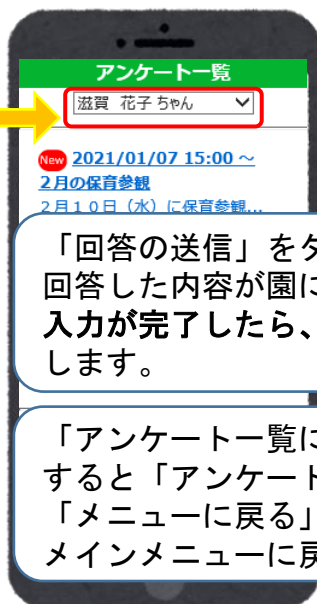 アンケート一覧
滋賀 花子 ちゃん
New 2021/01/07 15:00 ～
2月の保育参観
2月10日（水）に保育参観...
「回答の送信」をタ
回答した内容が園に
入力が完了したら、
します。
「アンケート一覧に
すると「アンケート
「メニューに戻る」
メインメニューに戻